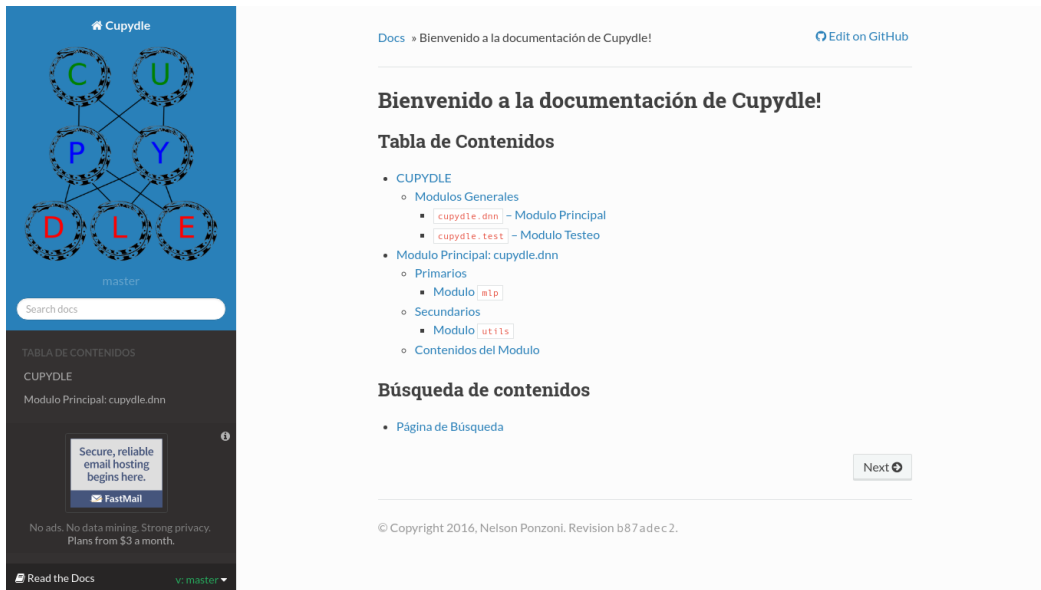 Cupydle
C U
P Y
D L E
master
Search docs
TABLA DE CONTENIDOS
CUPYDLE
Modulo Principal: cupydle.dnn
Secure, reliable
email hosting
begins here.
FastMail
No ads. No data mining. Strong privacy.
Plans from $3 a month.
Read the Docs v: master
Docs » Bienvenido a la documentación de Cupydle! Edit on GitHub
Bienvenido a la documentación de Cupydle!
Tabla de Contenidos
CUPYDLE
Modulos Generales
cupydle.dnn – Modulo Principal
cupydle.test – Modulo Testeo
Modulo Principal: cupydle.dnn
Primarios
Modulo mlp
Secundarios
Modulo utils
Contenidos del Modulo
Búsqueda de contenidos
Página de Búsqueda
Next
© Copyright 2016, Nelson Ponzoni. Revision b87adec2.